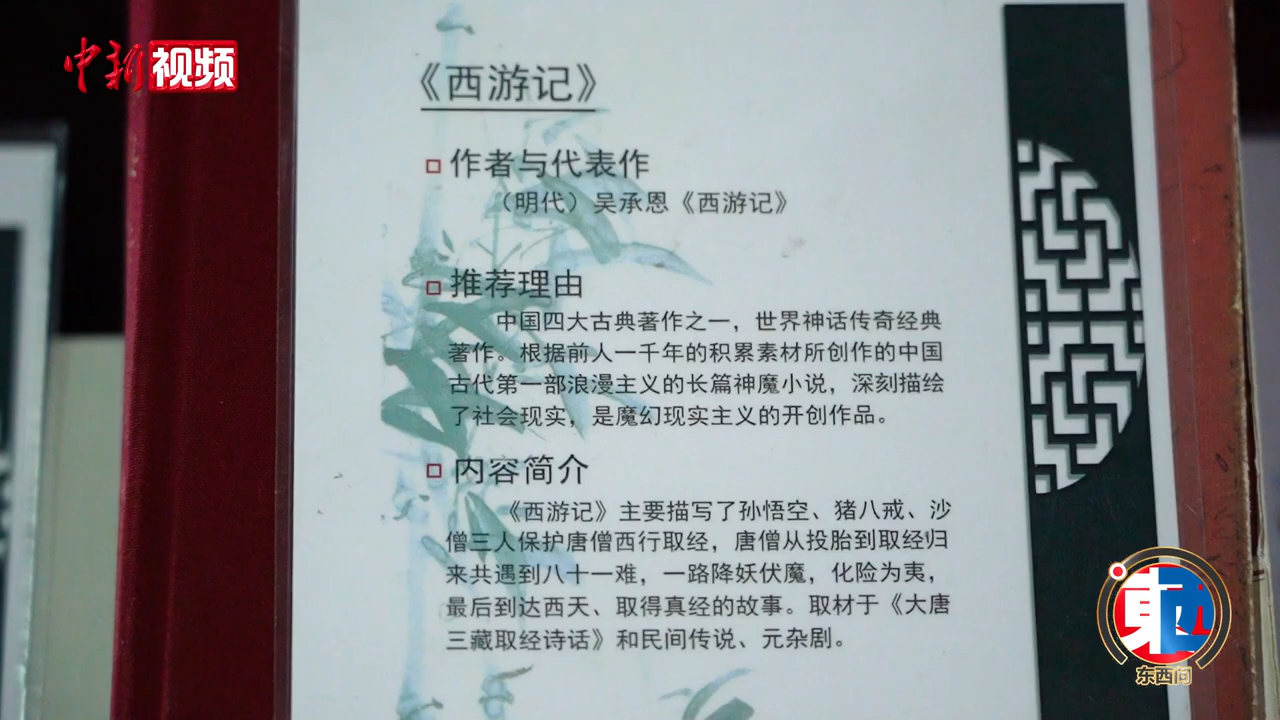 中新视频
《西游记》
作者与代表作
（明代）吴承恩《西游记》
推荐理由
中国四大古典著作之一，世界神话传奇经典
著作。根据前人一千年的积累素材所创作的中国
古代第一部浪漫主义的长篇神魔小说，深刻描绘
了社会现实，是魔幻现实主义的开创作品。
内容简介
《西游记》主要描写了孙悟空、猪八戒、沙
僧三人保护唐僧西行取经，唐僧从投胎到取经归
来共遇到八十一难，一路降妖伏魔，化险为夷，
最后到达西天、取得真经的故事。取材于《大唐
三藏取经诗话》和民间传说、元杂剧。
東
东西问